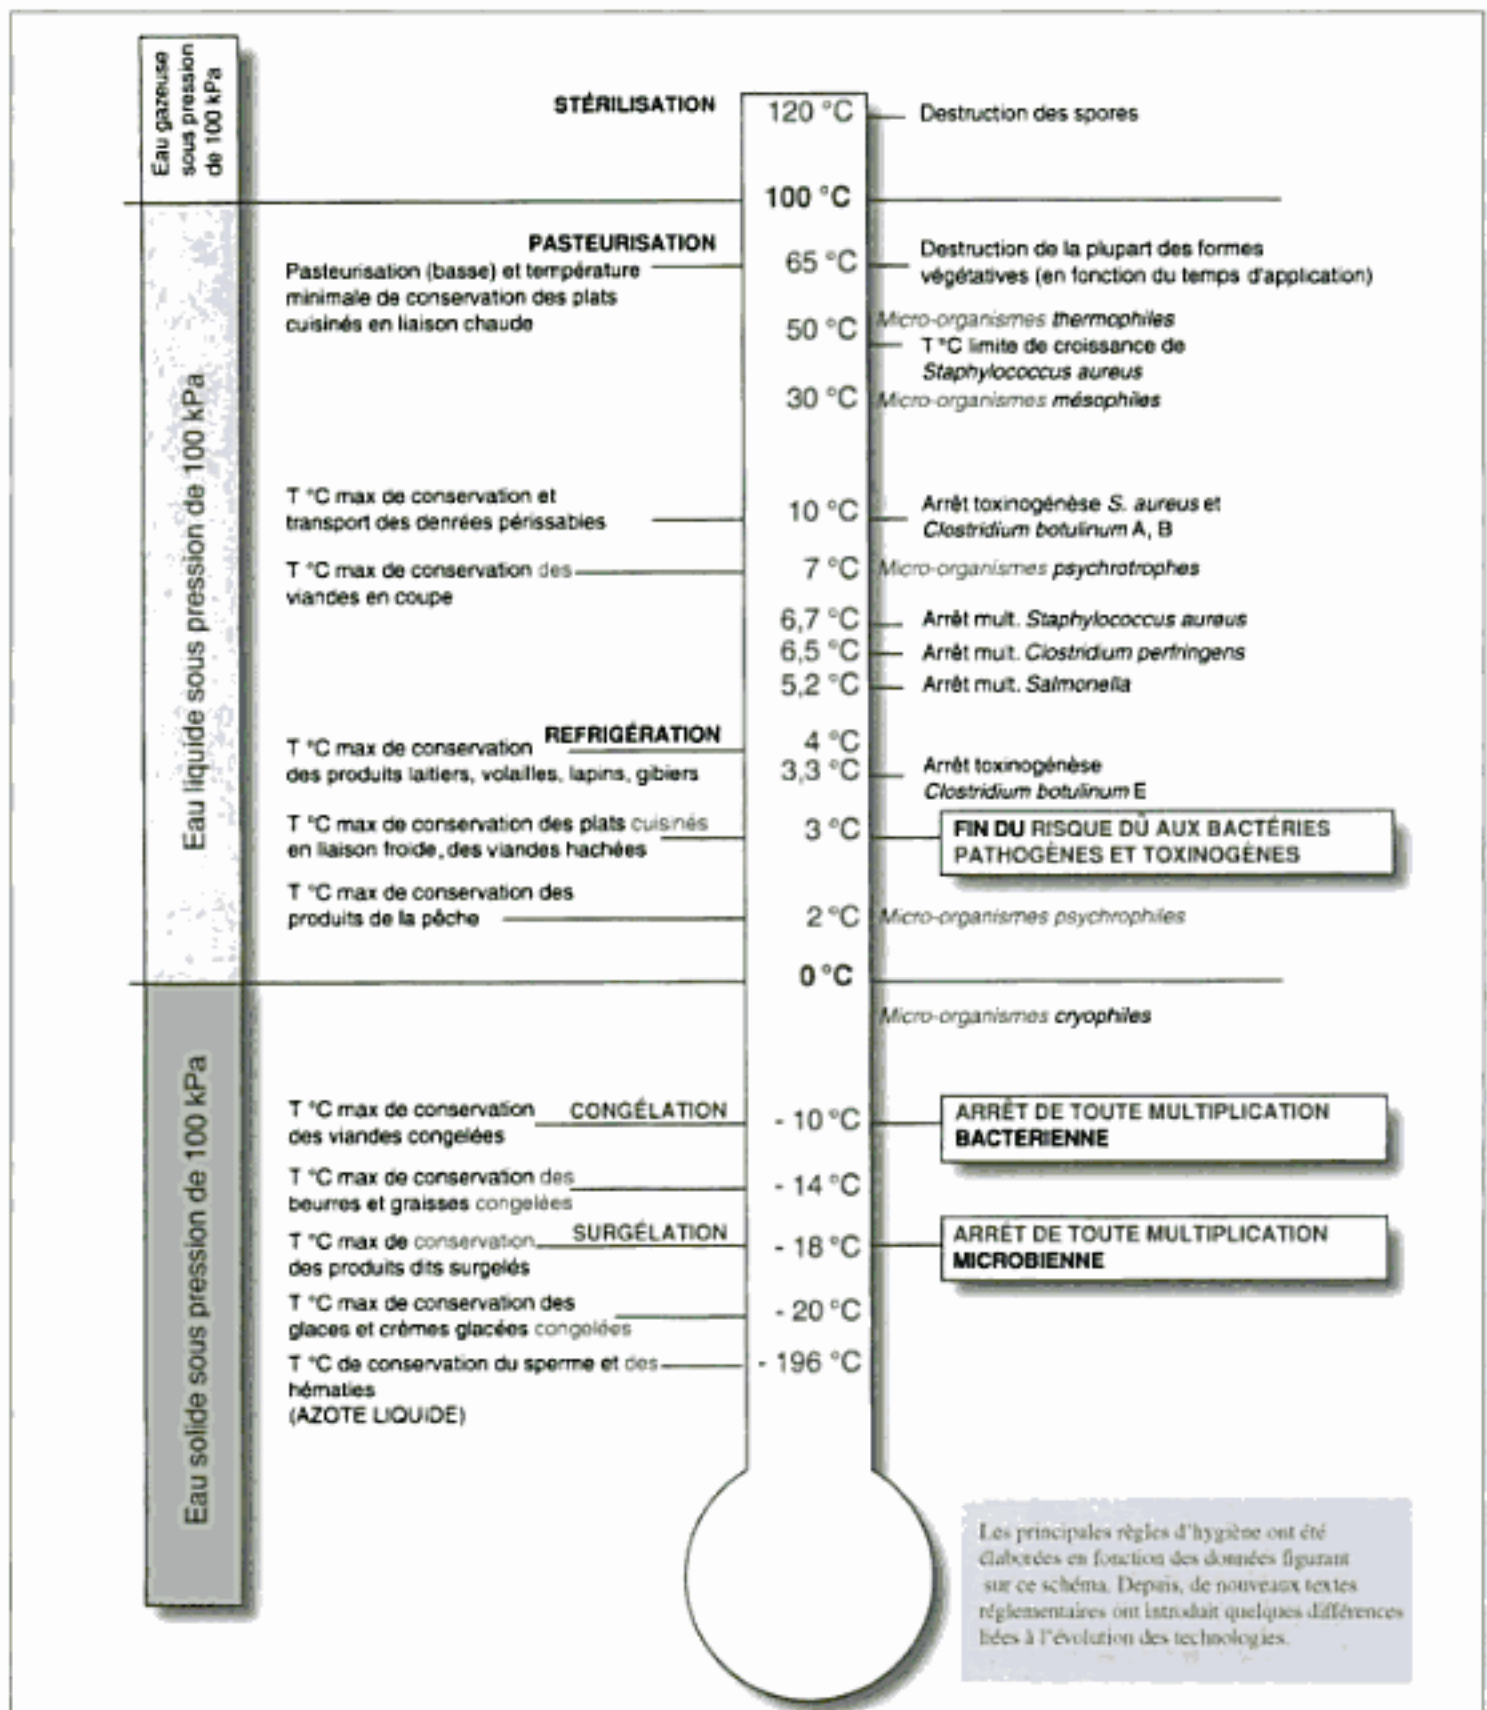 Eau gazeuse
sous pression
de 100 kPa
STÉRILISATION
120 °C
Destruction des spores
100 °C
PASTEURISATION
Pasteurisation (basse) et température
minimale de conservation des plats
cuisinés en liaison chaude
65 °C
Destruction de la plupart des formes
végétatives (en fonction du temps d'application)
50 °C
Micro-organismes thermophiles
T °C limite de croissance de
Staphylococcus aureus
30 °C
Micro-organismes mésophiles
Eau liquide sous pression de 100 kPa
T °C max de conservation et
transport des denrées périssables
10 °C
Arrêt toxinogénèse S. aureus et
Clostridium botulinum A, B
T °C max de conservation des
viandes en coupe
7 °C
Micro-organismes psychrotrophes
6,7 °C
Arrêt mult. Staphylococcus aureus
6,5 °C
Arrêt mult. Clostridium perfringens
5,2 °C
Arrêt mult. Salmonella
REFRIGÉRATION
T °C max de conservation
des produits laitiers, volailles, lapins, gibiers
4 °C
3,3 °C
Arrêt toxinogénèse
Clostridium botulinum E
T °C max de conservation des plats cuisinés
en liaison froide, des viandes hachées
3 °C
FIN DU RISQUE DÛ AUX BACTÉRIES
PATHOGÈNES ET TOXINOGÈNES
T °C max de conservation des
produits de la pêche
2 °C
Micro-organismes psychrophiles
0 °C
Micro-organismes cryophiles
Eau solide sous pression de 100 kPa
T °C max de conservation
des viandes congelées
CONGÉLATION
- 10 °C
ARRÊT DE TOUTE MULTIPLICATION
BACTERIENNE
T °C max de conservation des
beurres et graisses congelées
- 14 °C
T °C max de conservation
des produits dits surgelés
SURGÉLATION
- 18 °C
ARRÊT DE TOUTE MULTIPLICATION
MICROBIENNE
T °C max de conservation des
glaces et crèmes glacées congelées
- 20 °C
T °C de conservation du sperme et des
hématies
(AZOTE LIQUIDE)
- 196 °C
Les principales règles d'hygiène ont été
élaborées en fonction des données figurant
sur ce schéma. Depuis, de nouveaux textes
réglementaires ont introduit quelques différences
liées à l'évolution des technologies.